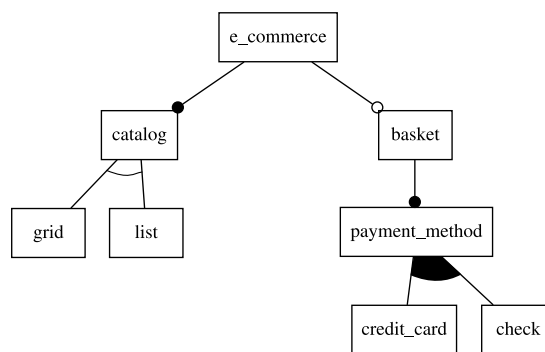 e_commerce
catalog
basket
grid
list
payment_method
credit_card
check